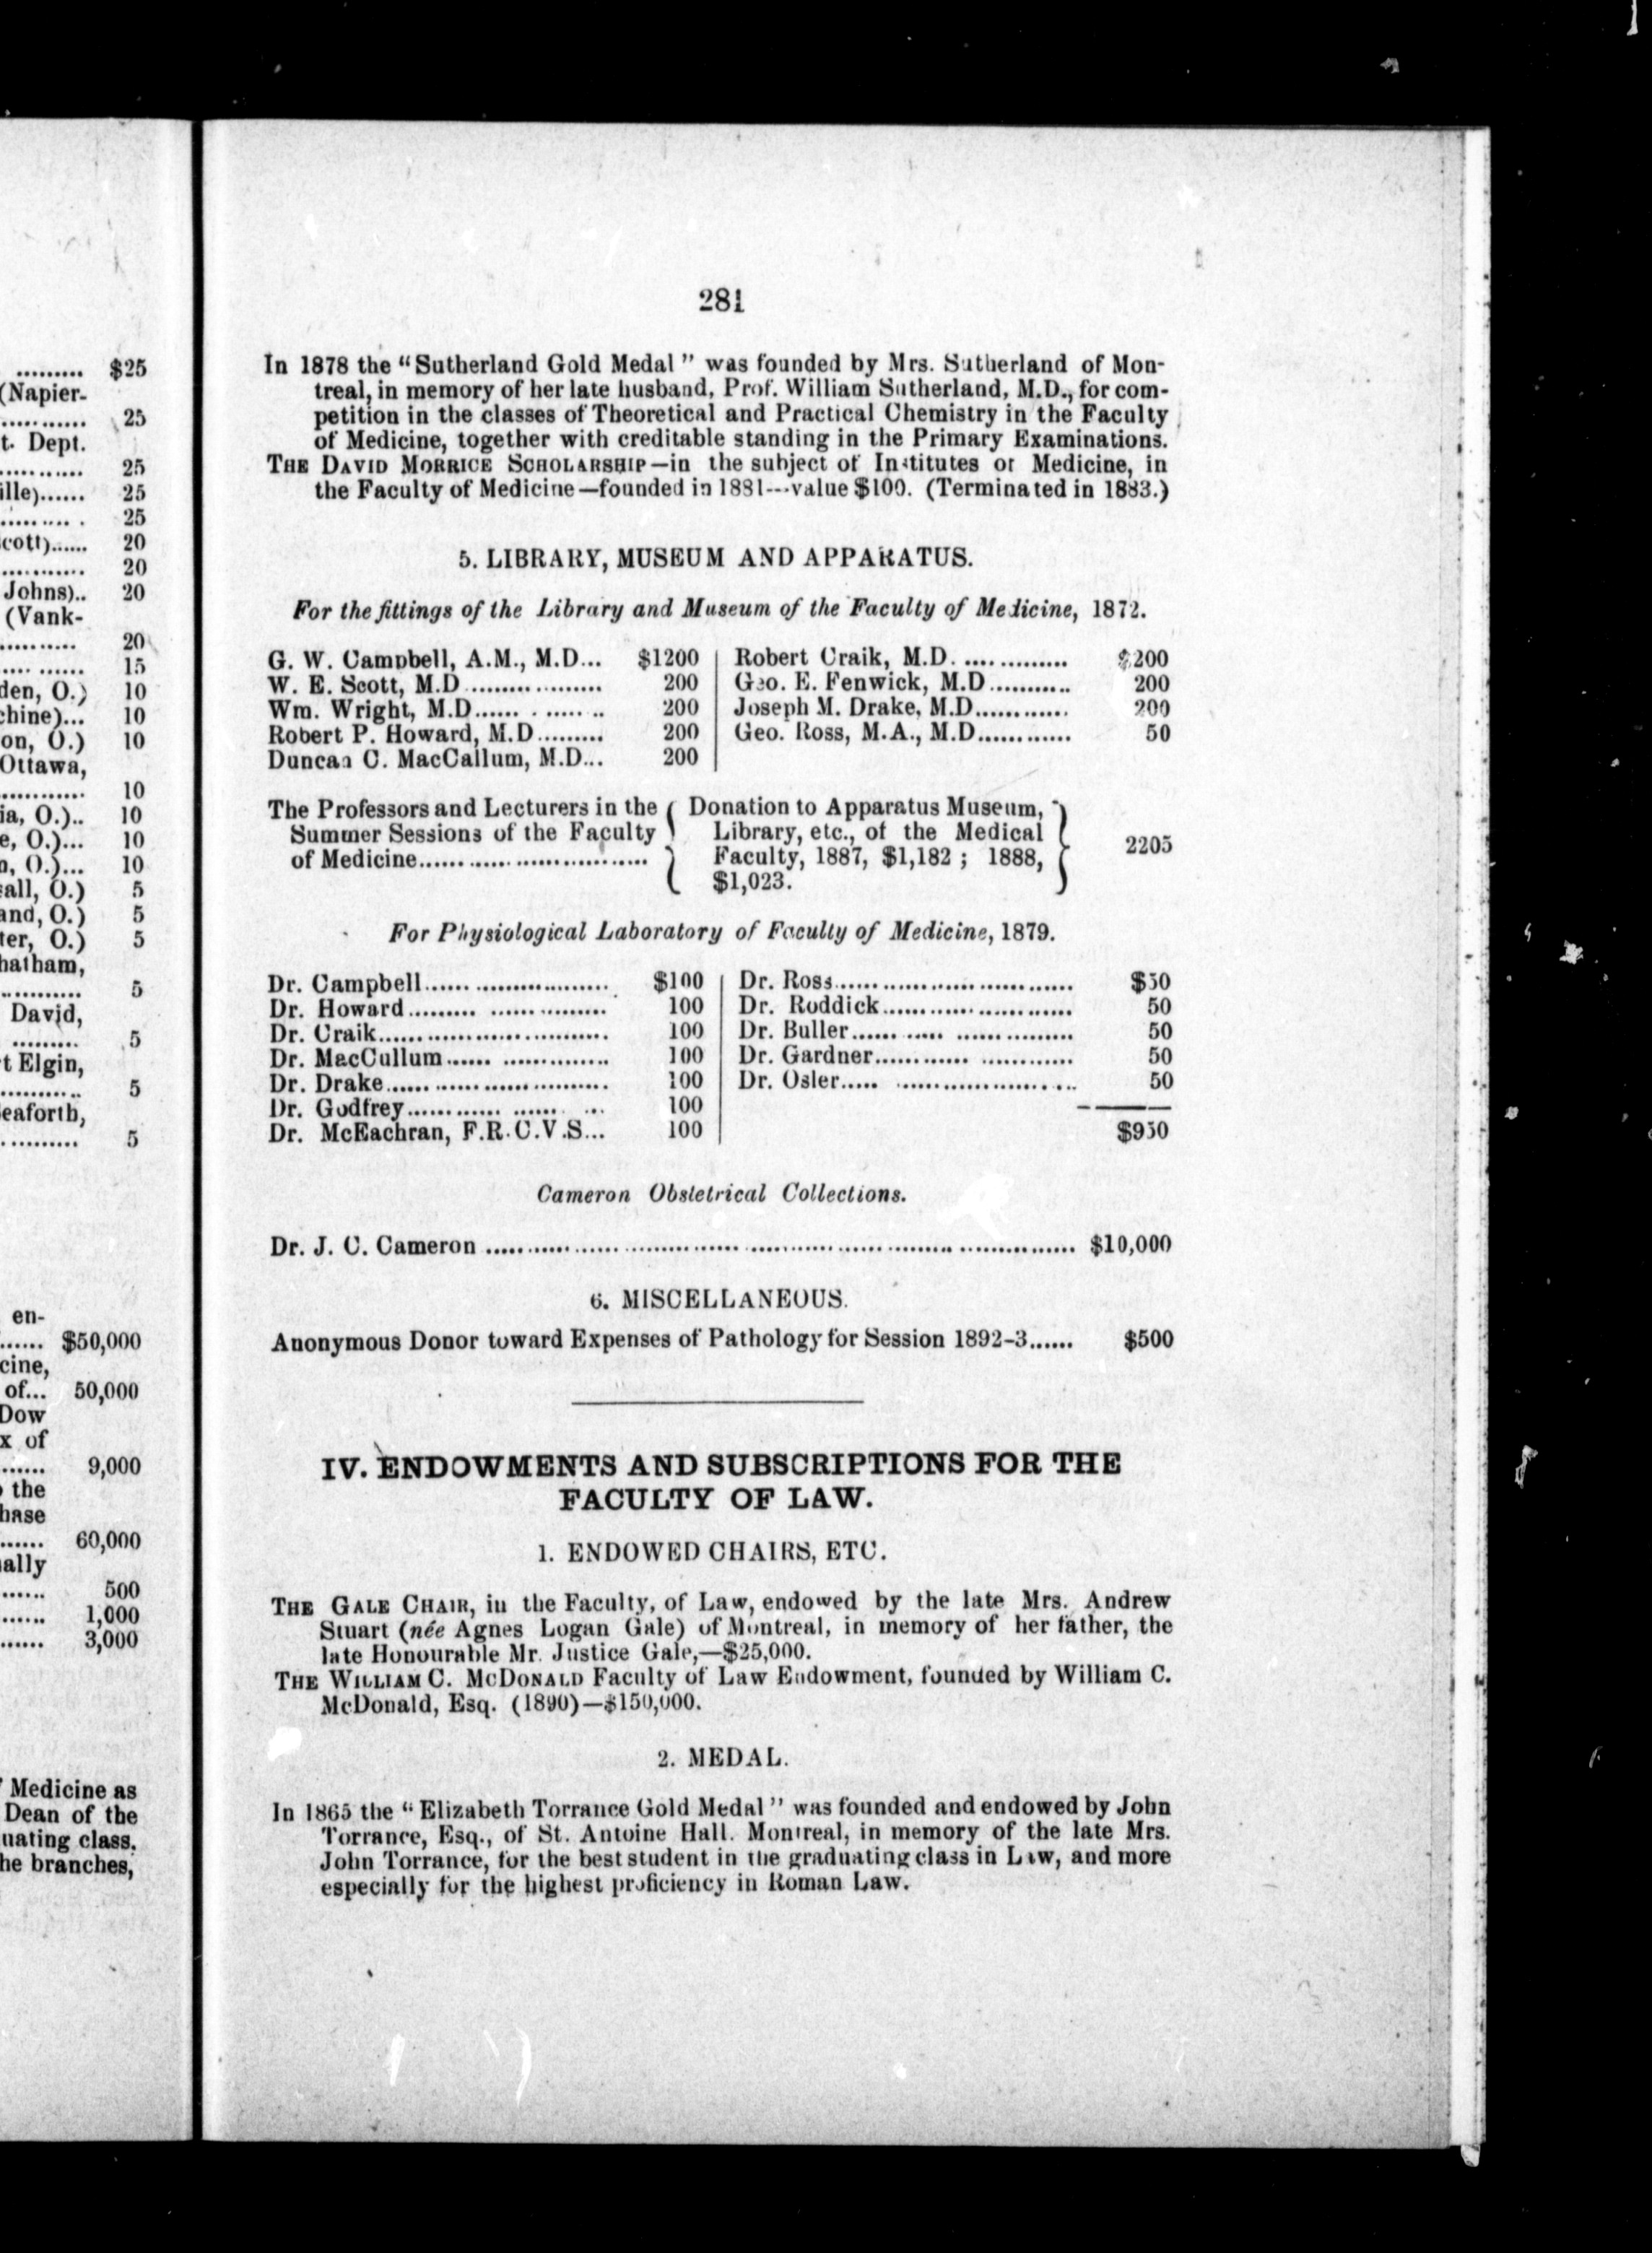 ......... $25
(Napier-
........... 25
t. Dept.
........... 25
ille)...... 25
......... . 25
cott)...... 20
........... 20
Johns).. 20
(Vank-
.......... 20
.... ...... 15
den, O.) 10
chine)... 10
on, O.) 10
Ottawa,
............ 10
ia, O.).. 10
e, O.)... 10
n, O.)... 10
all, O.) 5
and, O.) 5
ter, O.) 5
hatham,
........... 5
David,
......... 5
t Elgin,
........... 5
eaforth,
.......... 5
en-
...... $50,000
cine,
of... 50,000
Dow
x of
...... 9,000
the
hase
...... 60,000
ally
...... 500
....... 1,000
...... 3,000
Medicine as
Dean of the
uating class.
he branches,
281
In 1878 the "Sutherland Gold Medal" was founded by Mrs. Sutherland of Mon-
treal, in memory of her late husband, Prof. William Sutherland, M.D., for com-
petition in the classes of Theoretical and Practical Chemistry in the Faculty
of Medicine, together with creditable standing in the Primary Examinations.
THE DAVID MORRICE SCHOLARSHIP—in the subject of Institutes of Medicine, in
the Faculty of Medicine—founded in 1881---value $100. (Terminated in 1883.)
5. LIBRARY, MUSEUM AND APPARATUS.
For the fittings of the Library and Museum of the Faculty of Medicine, 1872.
G. W. Campbell, A.M., M.D... $1200 | Robert Craik, M.D. ............... $200
W. E. Scott, M.D .................. 200 | Geo. E. Fenwick, M.D........... 200
Wm. Wright, M.D...... . ...... .. 200 | Joseph M. Drake, M.D............ 200
Robert P. Howard, M.D ......... 200 | Geo. Ross, M.A., M.D............ 50
Duncan C. MacCallum, M.D... 200
The Professors and Lecturers in the { Donation to Apparatus Museum, }
Summer Sessions of the Faculty Library, etc., of the Medical 2205
of Medicine................................. Faculty, 1887, $1,182 ; 1888,
$1,023.
For Physiological Laboratory of Faculty of Medicine, 1879.
Dr. Campbell........................... $100 | Dr. Ross.................................. $50
Dr. Howard......... ............... 100 | Dr. Roddick........................... 50
Dr. Craik................................. 100 | Dr. Buller...... ..... ................ 50
Dr. MacCullum...... .............. 100 | Dr. Gardner............ ............ 50
Dr. Drake................................ 100 | Dr. Osler..... ......................... 50
Dr. Godfrey............ ...... ... 100
Dr. McEachran, F.R.C.V.S... 100 $950
Cameron Obstetrical Collections.
Dr. J. C. Cameron .......................................................................... $10,000
6. MISCELLANEOUS.
Anonymous Donor toward Expenses of Pathology for Session 1892-3...... $500
IV. ENDOWMENTS AND SUBSCRIPTIONS FOR THE
FACULTY OF LAW.
1. ENDOWED CHAIRS, ETC.
THE GALE CHAIR, in the Faculty, of Law, endowed by the late Mrs. Andrew
Stuart (née Agnes Logan Gale) of Montreal, in memory of her father, the
late Honourable Mr. Justice Gale,—$25,000.
THE WILLIAM C. McDONALD Faculty of Law Endowment, founded by William C.
McDonald, Esq. (1890)—$150,000.
2. MEDAL.
In 1865 the "Elizabeth Torrance Gold Medal" was founded and endowed by John
Torrance, Esq., of St. Antoine Hall. Montreal, in memory of the late Mrs.
John Torrance, for the best student in the graduating class in Law, and more
especially for the highest proficiency in Roman Law.